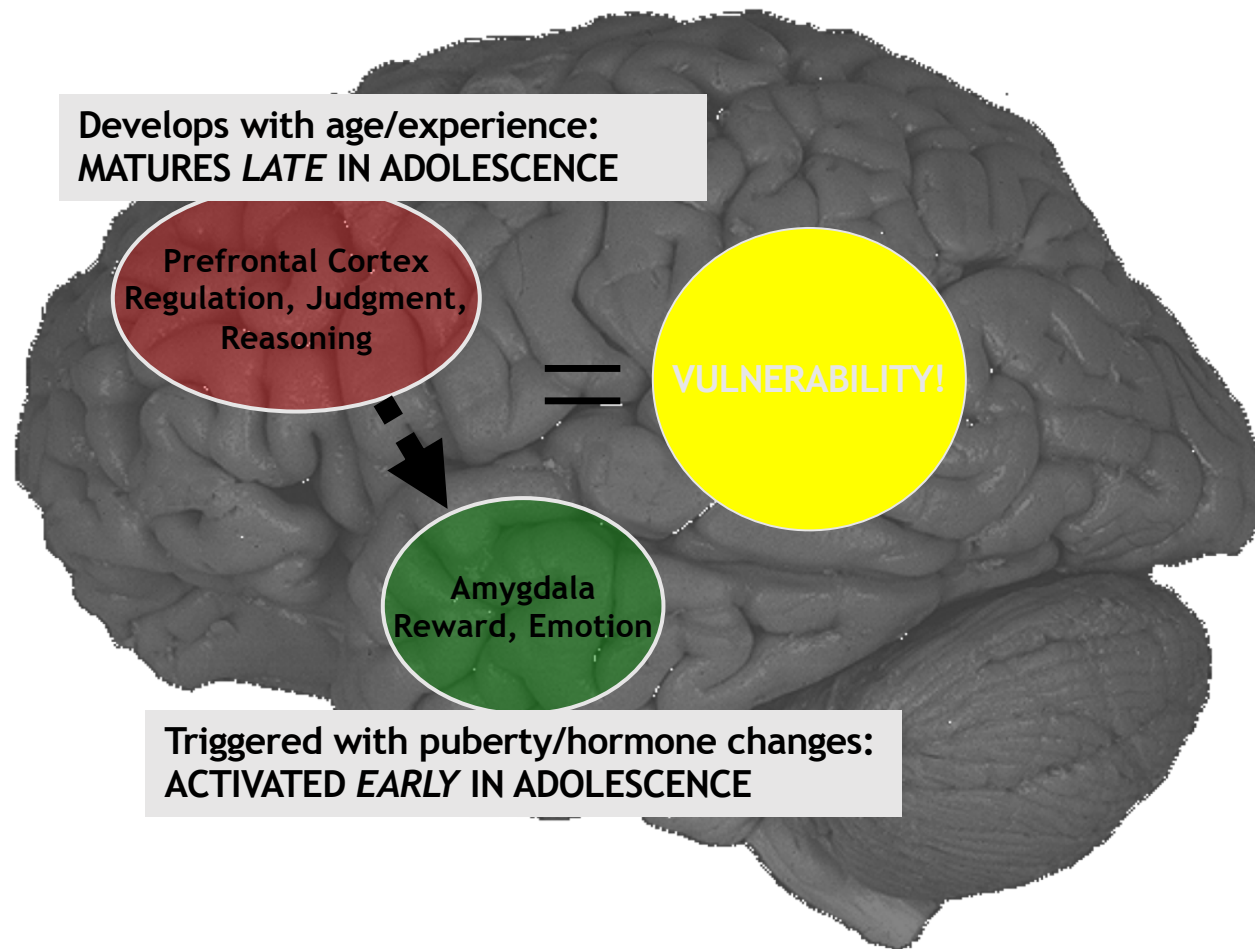 Develops with age/experience:
MATURES LATE IN ADOLESCENCE
Prefrontal Cortex
Regulation, Judgment,
Reasoning
=
VULNERABILITY!
Amygdala
Reward, Emotion
Triggered with puberty/hormone changes:
ACTIVATED EARLY IN ADOLESCENCE